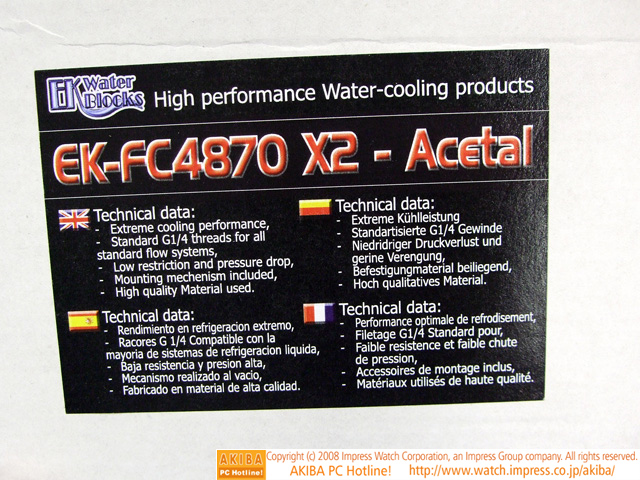 EK Water Blocks
High performance Water-cooling products
EK-FC4870 X2 - Acetal
Technical data:
- Extreme cooling performance,
- Standard G1/4 threads for all
standard flow systems,
- Low restriction and pressure drop,
- Mounting mechenism included,
- High quality Material used.
Technical data:
- Extreme Kühlleistung
- Standartisierte G1/4 Gewinde
- Niedridriger Druckverlust und
gerine Verengung,
- Befestigungmaterial beiliegend,
- Hoch qualitatives Material.
Technical data:
- Rendimiento en refrigeracion extremo,
- Racores G 1/4 Compatible con la
mayoria de sistemas de refrigeracion liquida,
- Baja resistencia y presion alta,
- Mecanismo realizado al vacio,
- Fabricado en material de alta calidad.
Technical data:
- Performance optimale de refrodisement,
- Filetage G1/4 Standard pour,
- Faible resistence et faible chute
de pression,
- Accessoires de montage inclus,
- Matériaux utilisés de haute qualité.
AKIBA
PC Hotline!
Copyright (c) 2008 Impress Watch Corporation, an Impress Group company. All rights reserved.
AKIBA PC Hotline! http://www.watch.impress.co.jp/akiba/